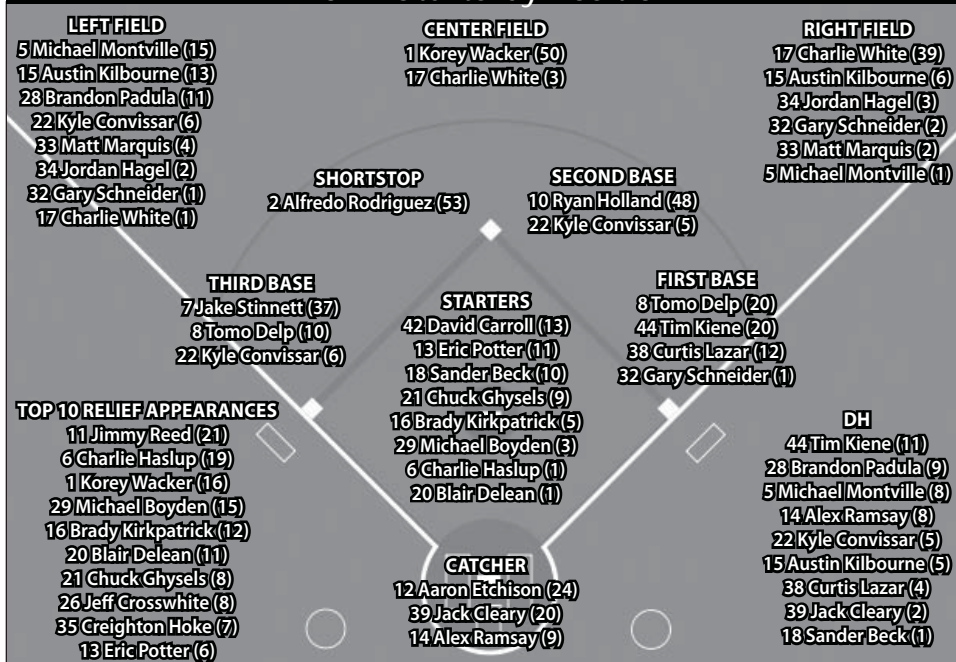 LEFT FIELD
5 Michael Montville (15)
15 Austin Kilbourne (13)
28 Brandon Padula (11)
22 Kyle Convissar (6)
33 Matt Marquis (4)
34 Jordan Hagel (2)
32 Gary Schneider (1)
17 Charlie White (1)
CENTER FIELD
1 Korey Wacker (50)
17 Charlie White (3)
RIGHT FIELD
17 Charlie White (39)
15 Austin Kilbourne (6)
34 Jordan Hagel (3)
32 Gary Schneider (2)
33 Matt Marquis (2)
5 Michael Montville (1)
SHORTSTOP
2 Alfredo Rodriguez (53)
SECOND BASE
10 Ryan Holland (48)
22 Kyle Convissar (5)
THIRD BASE
7 Jake Stinnett (37)
8 Tomo Delp (10)
22 Kyle Convissar (6)
STARTERS
42 David Carroll (13)
13 Eric Potter (11)
18 Sander Beck (10)
21 Chuck Ghysels (9)
16 Brady Kirkpatrick (5)
29 Michael Boyden (3)
6 Charlie Haslup (1)
20 Blair Delean (1)
FIRST BASE
8 Tomo Delp (20)
44 Tim Kiene (20)
38 Curtis Lazar (12)
32 Gary Schneider (1)
TOP 10 RELIEF APPEARANCES
11 Jimmy Reed (21)
6 Charlie Haslup (19)
1 Korey Wacker (16)
29 Michael Boyden (15)
16 Brady Kirkpatrick (12)
20 Blair Delean (11)
21 Chuck Ghysels (8)
26 Jeff Crosswhite (8)
35 Creighton Hoke (7)
13 Eric Potter (6)
CATCHER
12 Aaron Etchison (24)
39 Jack Cleary (20)
14 Alex Ramsay (9)
DH
44 Tim Kiene (11)
28 Brandon Padula (9)
5 Michael Montville (8)
14 Alex Ramsay (8)
22 Kyle Convissar (5)
15 Austin Kilbourne (5)
38 Curtis Lazar (4)
39 Jack Cleary (2)
18 Sander Beck (1)